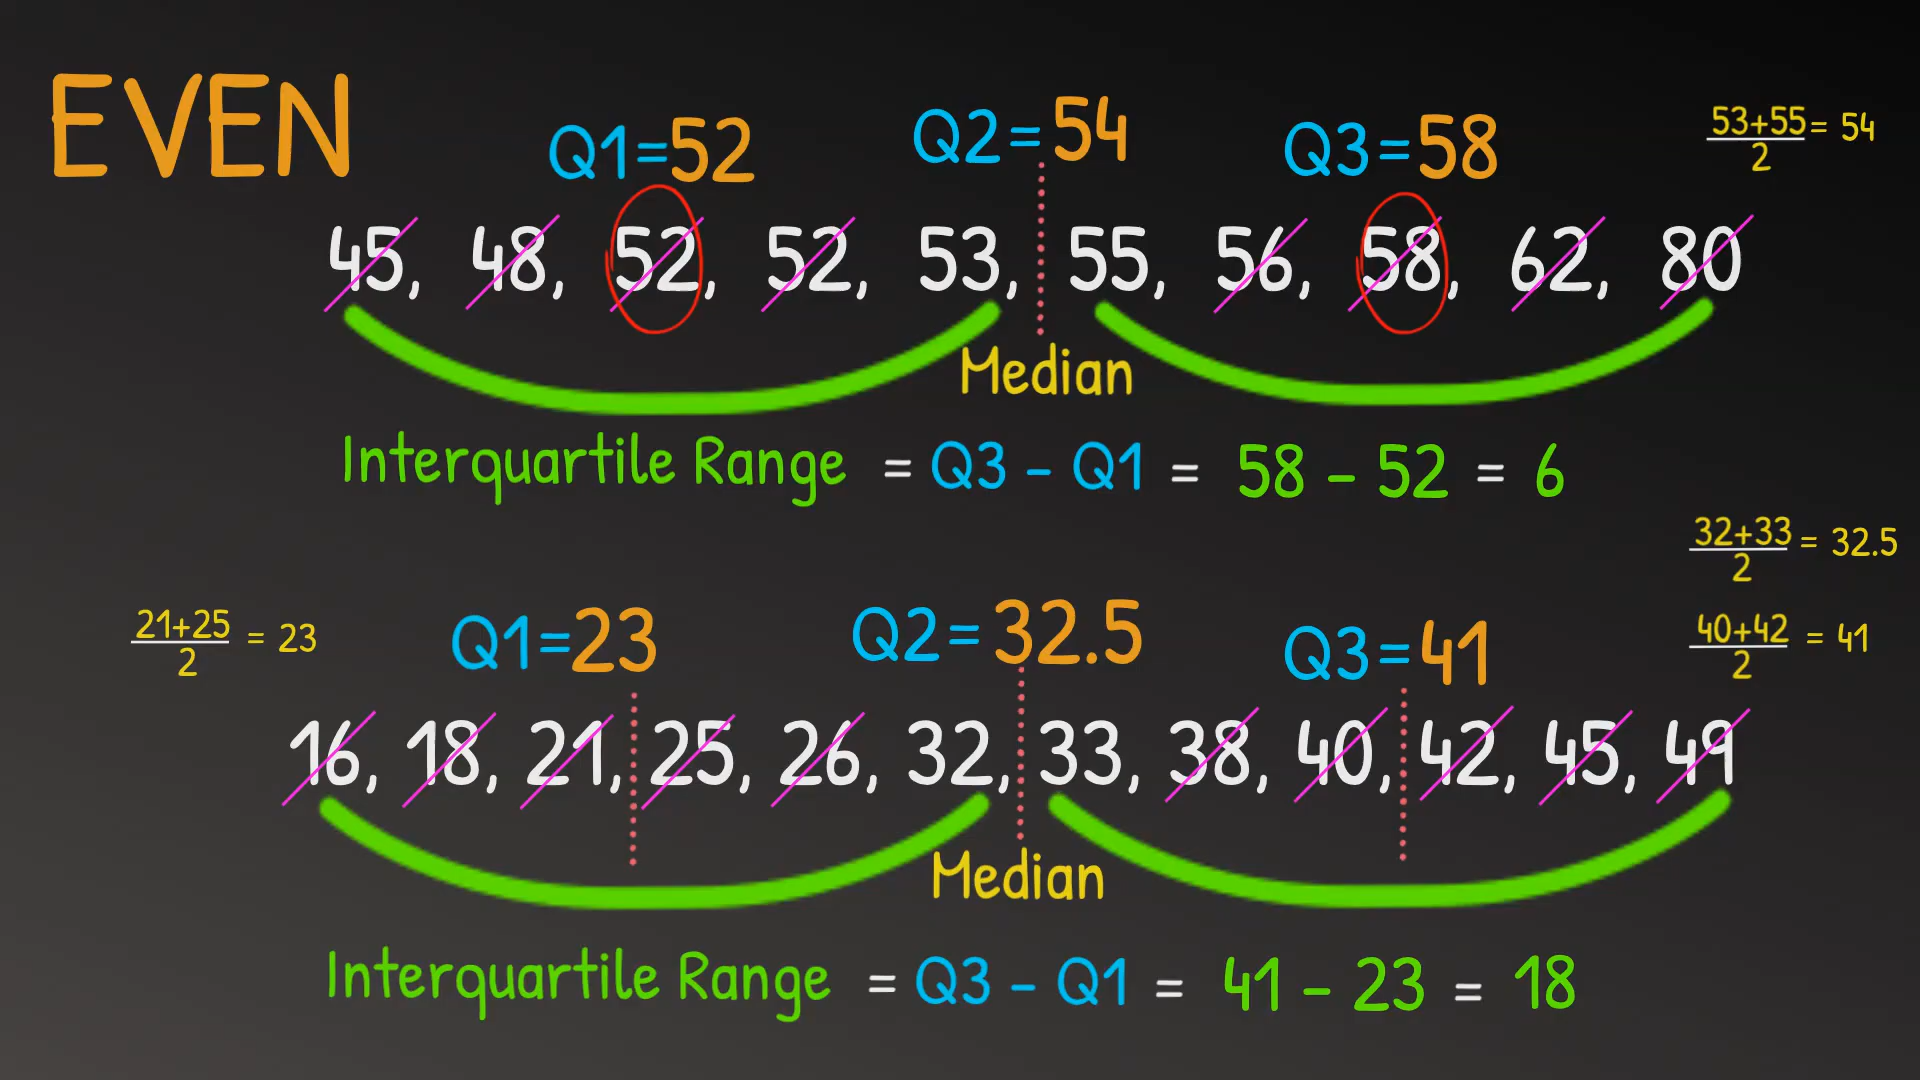 EVEN
Q1=52 Q2=54 Q3=58
53+55
2
= 54
45, 48, 52, 52, 53, 55, 56, 58, 62, 80
Median
Interquartile Range = Q3 - Q1 = 58 - 52 = 6
32+33
2
= 32.5
21+25
2
= 23
Q1=23 Q2=32.5 Q3=41
40+42
2
= 41
16, 18, 21, 25, 26, 32, 33, 38, 40, 42, 45, 49
Median
Interquartile Range = Q3 - Q1 = 41 - 23 = 18